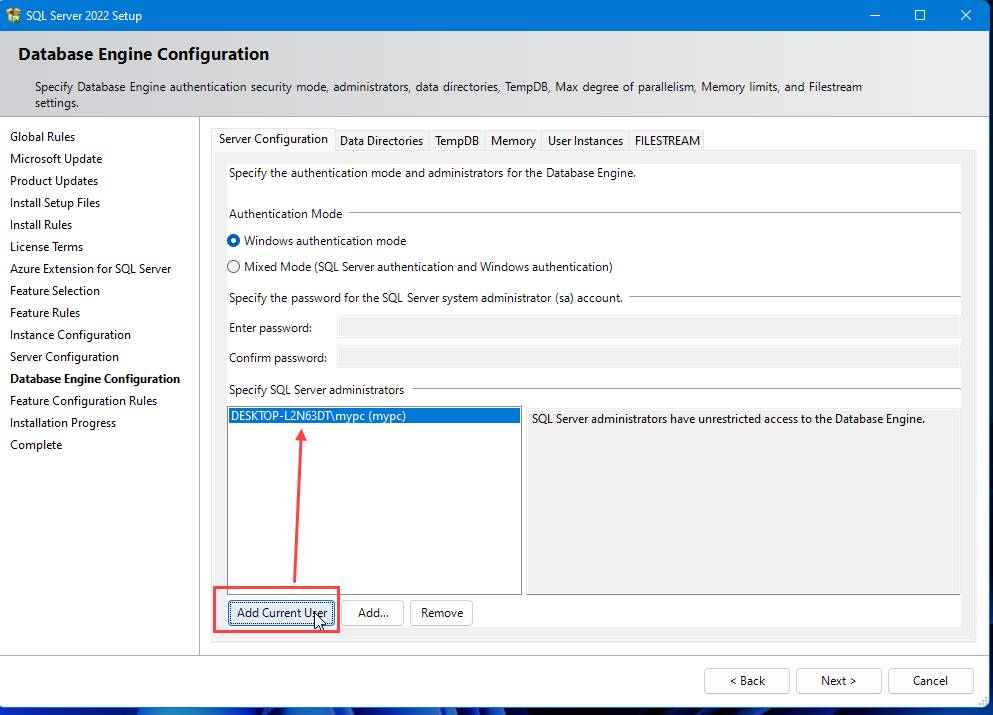 SQL Server 2022 Setup
Database Engine Configuration
Specify Database Engine authentication security mode, administrators, data directories, TempDB, Max degree of parallelism, Memory limits, and Filestream
settings.
Global Rules
Microsoft Update
Product Updates
Install Setup Files
Install Rules
License Terms
Azure Extension for SQL Server
Feature Selection
Feature Rules
Instance Configuration
Server Configuration
Database Engine Configuration
Feature Configuration Rules
Installation Progress
Complete
Server Configuration Data Directories TempDB Memory User Instances FILESTREAM
Specify the authentication mode and administrators for the Database Engine.
Authentication Mode
Windows authentication mode
Mixed Mode (SQL Server authentication and Windows authentication)
Specify the password for the SQL Server system administrator (sa) account.
Enter password:
Confirm password:
Specify SQL Server administrators
DESKTOP-L2N63DT\mypc (mypc)
SQL Server administrators have unrestricted access to the Database Engine.
Add Current User Add... Remove
< Back Next > Cancel